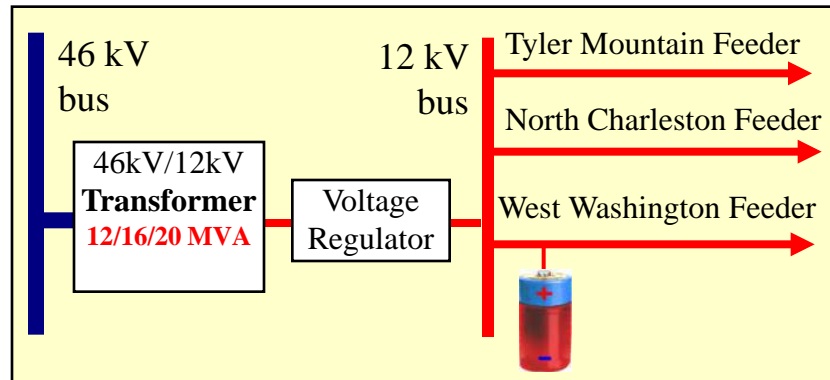 46 kV
bus
46kV/12kV
Transformer
12/16/20 MVA
Voltage
Regulator
12 kV
bus
Tyler Mountain Feeder
North Charleston Feeder
West Washington Feeder
+
-